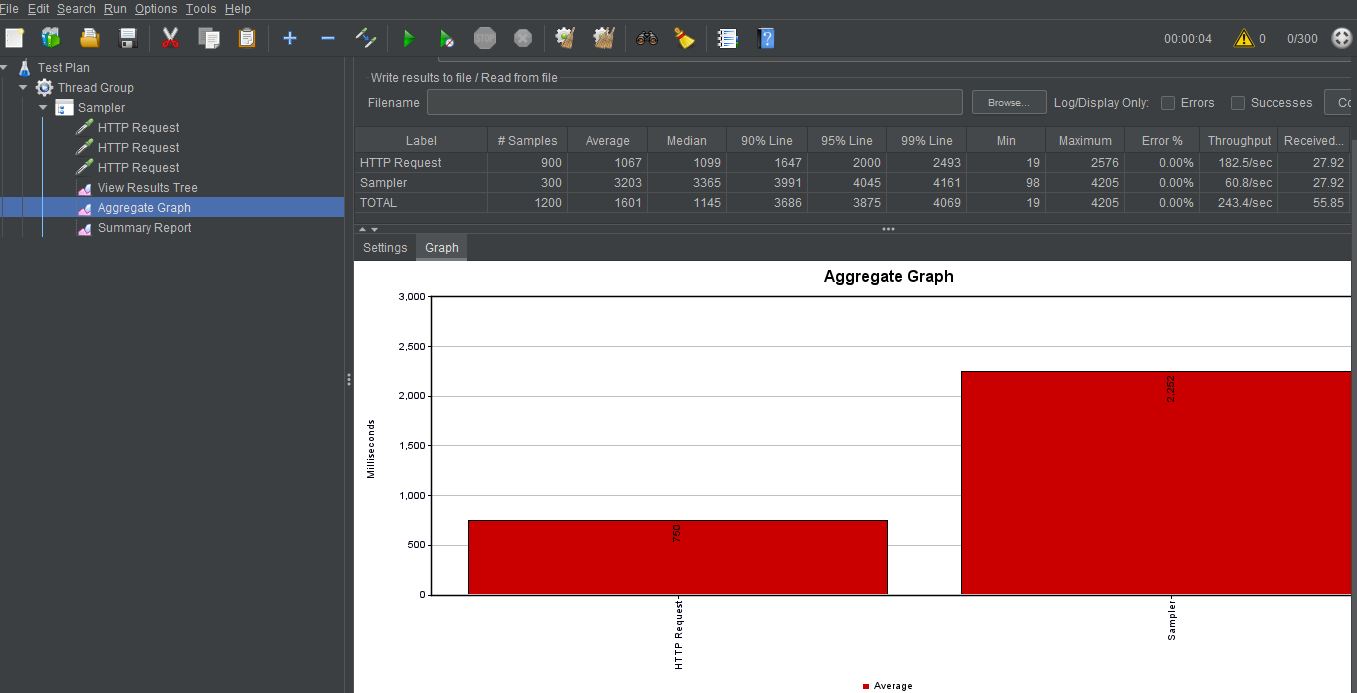 File Edit Search Run Options Tools Help
STOP 00:00:04 0 0/300
Test Plan
Thread Group
Sampler
HTTP Request
HTTP Request
HTTP Request
View Results Tree
Aggregate Graph
Summary Report
Write results to file / Read from file
Filename Browse... Log/Display Only: Errors Successes Co
Label # Samples Average Median 90% Line 95% Line 99% Line Min Maximum Error % Throughput Received...
HTTP Request 900 1067 1099 1647 2000 2493 19 2576 0.00% 182.5/sec 27.92
Sampler 300 3203 3365 3991 4045 4161 98 4205 0.00% 60.8/sec 27.92
TOTAL 1200 1601 1145 3686 3875 4069 19 4205 0.00% 243.4/sec 55.85
Settings Graph
Aggregate Graph
3,000
2,500
2,000
1,500
1,000
500
0
Milliseconds
750
2,252
HTTP Request
Sampler
Average